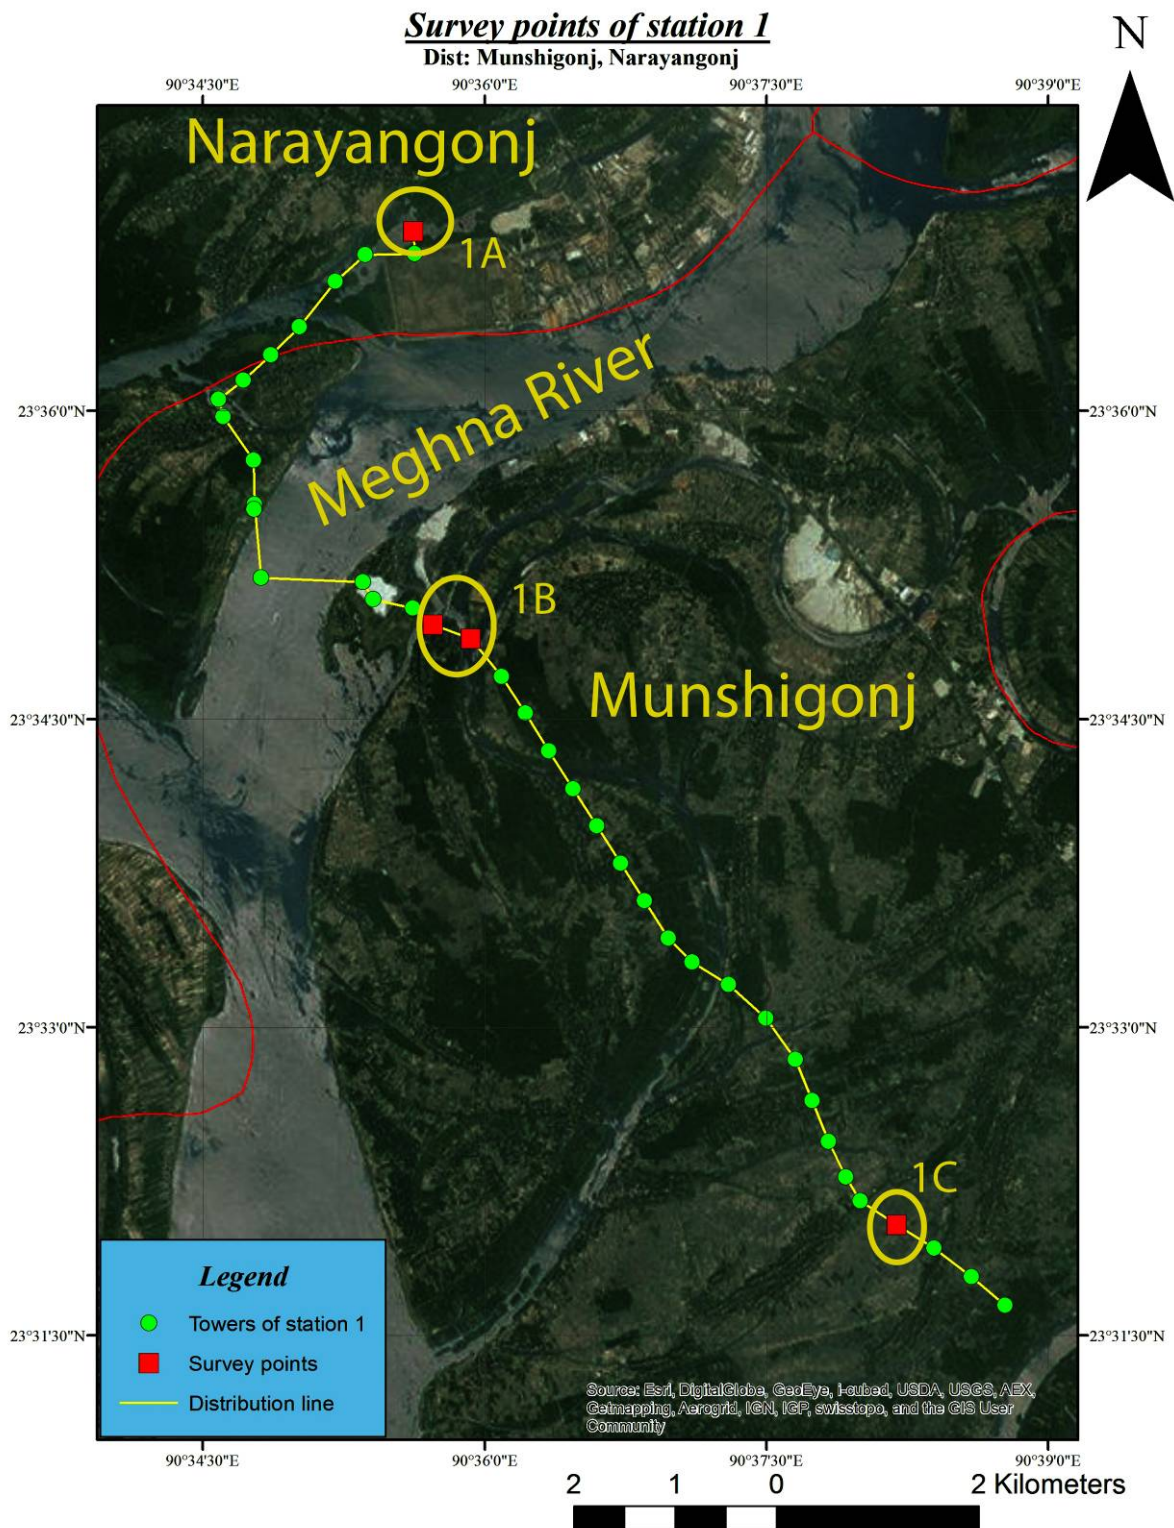 Survey points of station 1
Dist: Munshigonj, Narayangonj
N
90°34'30"E 90°36'0"E 90°37'30"E 90°39'0"E
Narayangonj
1A
Meghna River
23°36'0"N 23°36'0"N
1B
Munshigonj
23°34'30"N 23°34'30"N
23°33'0"N 23°33'0"N
1C
Legend
Towers of station 1
Survey points
Distribution line
23°31'30"N 23°31'30"N
Source: Esri, DigitalGlobe, GeoEye, i-cubed, USDA, USGS, AEX,
Getmapping, Aerogrid, IGN, IGP, swisstopo, and the GIS User
Community
90°34'30"E 90°36'0"E 90°37'30"E 90°39'0"E
2 1 0 2 Kilometers